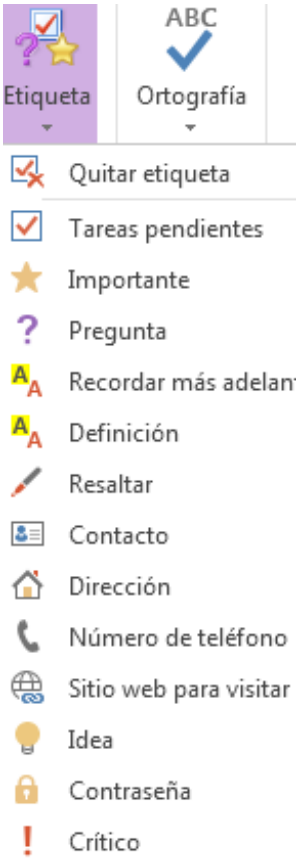 ABC
Etiqueta
Ortografía
Quitar etiqueta
Tareas pendientes
Importante
? Pregunta
A A Recordar más adelant
A A Definición
Resaltar
Contacto
Dirección
Número de teléfono
Sitio web para visitar
Idea
Contraseña
! Crítico